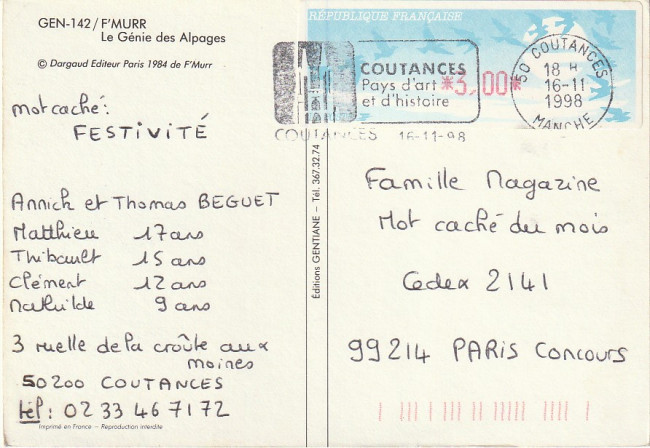 GEN-142/F'MURR
Le Génie des Alpages
© Dargaud Editeur Paris 1984 de F'Murr
mot caché:
FESTIVITÉ
Annick et Thomas BEGUET
Matthieu 17 ans
Thibault 15 ans
Clément 12 ans
Mathilde 9 ans
3 ruelle de la croûte aux
moines
50200 COUTANCES
tél: 02 33 46 71 72
Imprimé en France – Reproduction interdite
Éditions GENTIANE – Tél. 367.32.74
RÉPUBLIQUE FRANÇAISE
COUTANCES
Pays d'art
et d'histoire
*3,00*
COUTANCES 16-11-98
50 COUTANCES
18 H
16-11
1998
MANCHE
Famille Magazine
Mot caché du mois
Cedex 2141
99214 PARIS CONCOURS